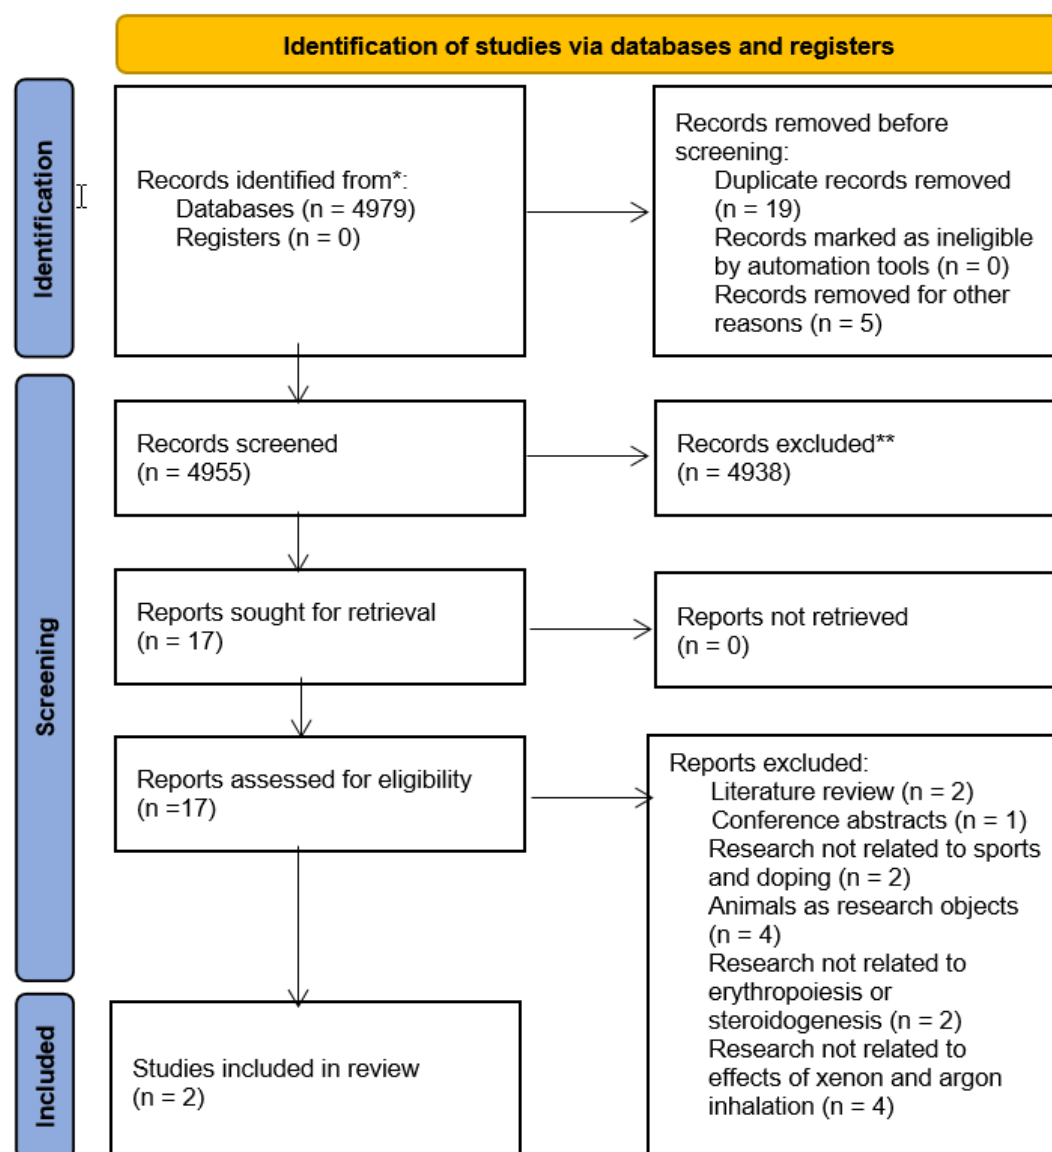 Identification of studies via databases and registers
Identification
Records identified from*:
Databases (n = 4979)
Registers (n = 0)
Records removed before
screening:
Duplicate records removed
(n = 19)
Records marked as ineligible
by automation tools (n = 0)
Records removed for other
reasons (n = 5)
Screening
Records screened
(n = 4955)
Records excluded**
(n = 4938)
Reports sought for retrieval
(n = 17)
Reports not retrieved
(n = 0)
Reports assessed for eligibility
(n =17)
Reports excluded:
Literature review (n = 2)
Conference abstracts (n = 1)
Research not related to sports
and doping (n = 2)
Animals as research objects
(n = 4)
Research not related to
erythropoiesis or
steroidogenesis (n = 2)
Research not related to
effects of xenon and argon
inhalation (n = 4)
Included
Studies included in review
(n = 2)